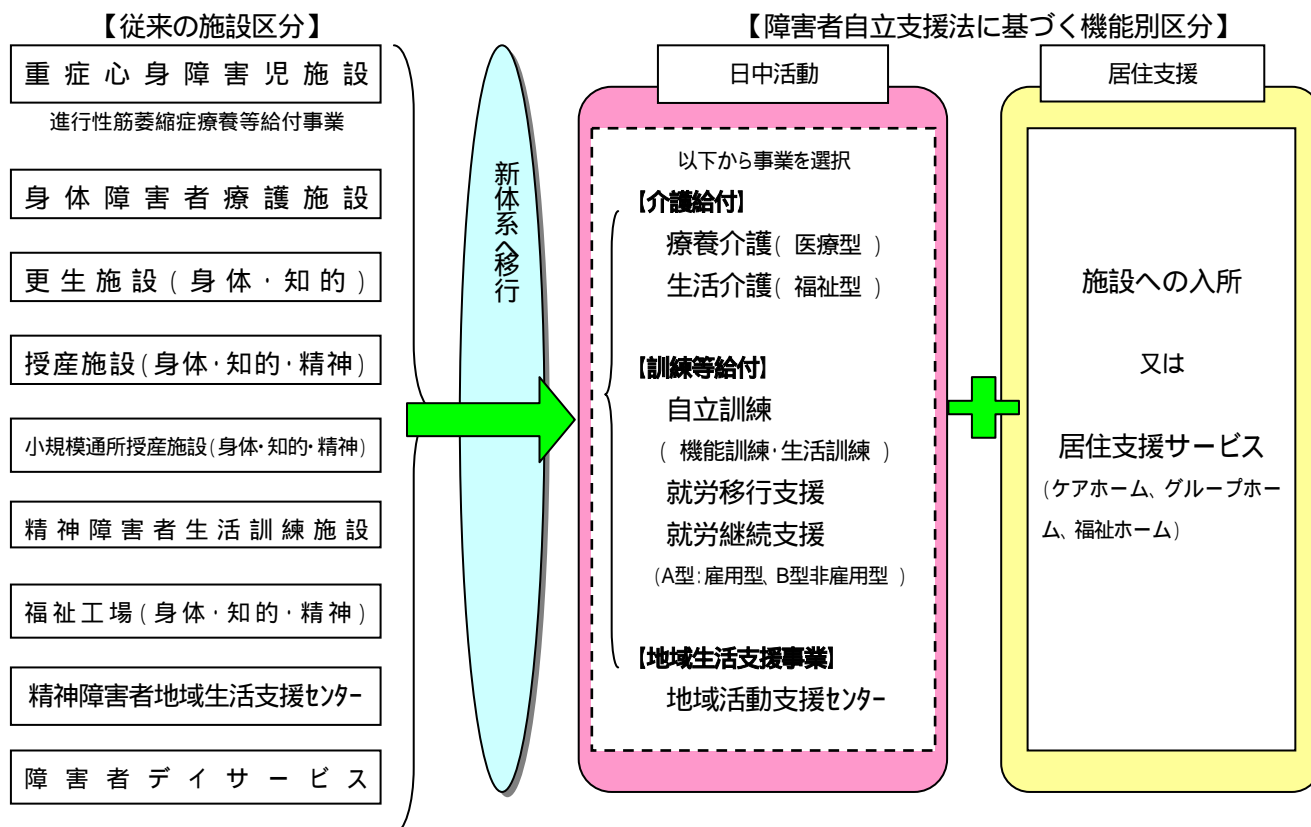 【従来の施設区分】
重症心身障害児施設
進行性筋萎縮症療養等給付事業
身体障害者療護施設
更生施設(身体・知的)
授産施設(身体・知的・精神)
小規模通所授産施設(身体・知的・精神)
精神障害者生活訓練施設
福祉工場(身体・知的・精神)
精神障害者地域生活支援センター
障害者デイサービス
新体系へ移行
【障害者自立支援法に基づく機能別区分】
日中活動
以下から事業を選択
【介護給付】
療養介護(医療型)
生活介護(福祉型)
【訓練等給付】
自立訓練
(機能訓練・生活訓練)
就労移行支援
就労継続支援
(A型:雇用型、B型非雇用型)
【地域生活支援事業】
地域活動支援センター
居住支援
施設への入所
又は
居住支援サービス
(ケアホーム、グループホー
ム、福祉ホーム)